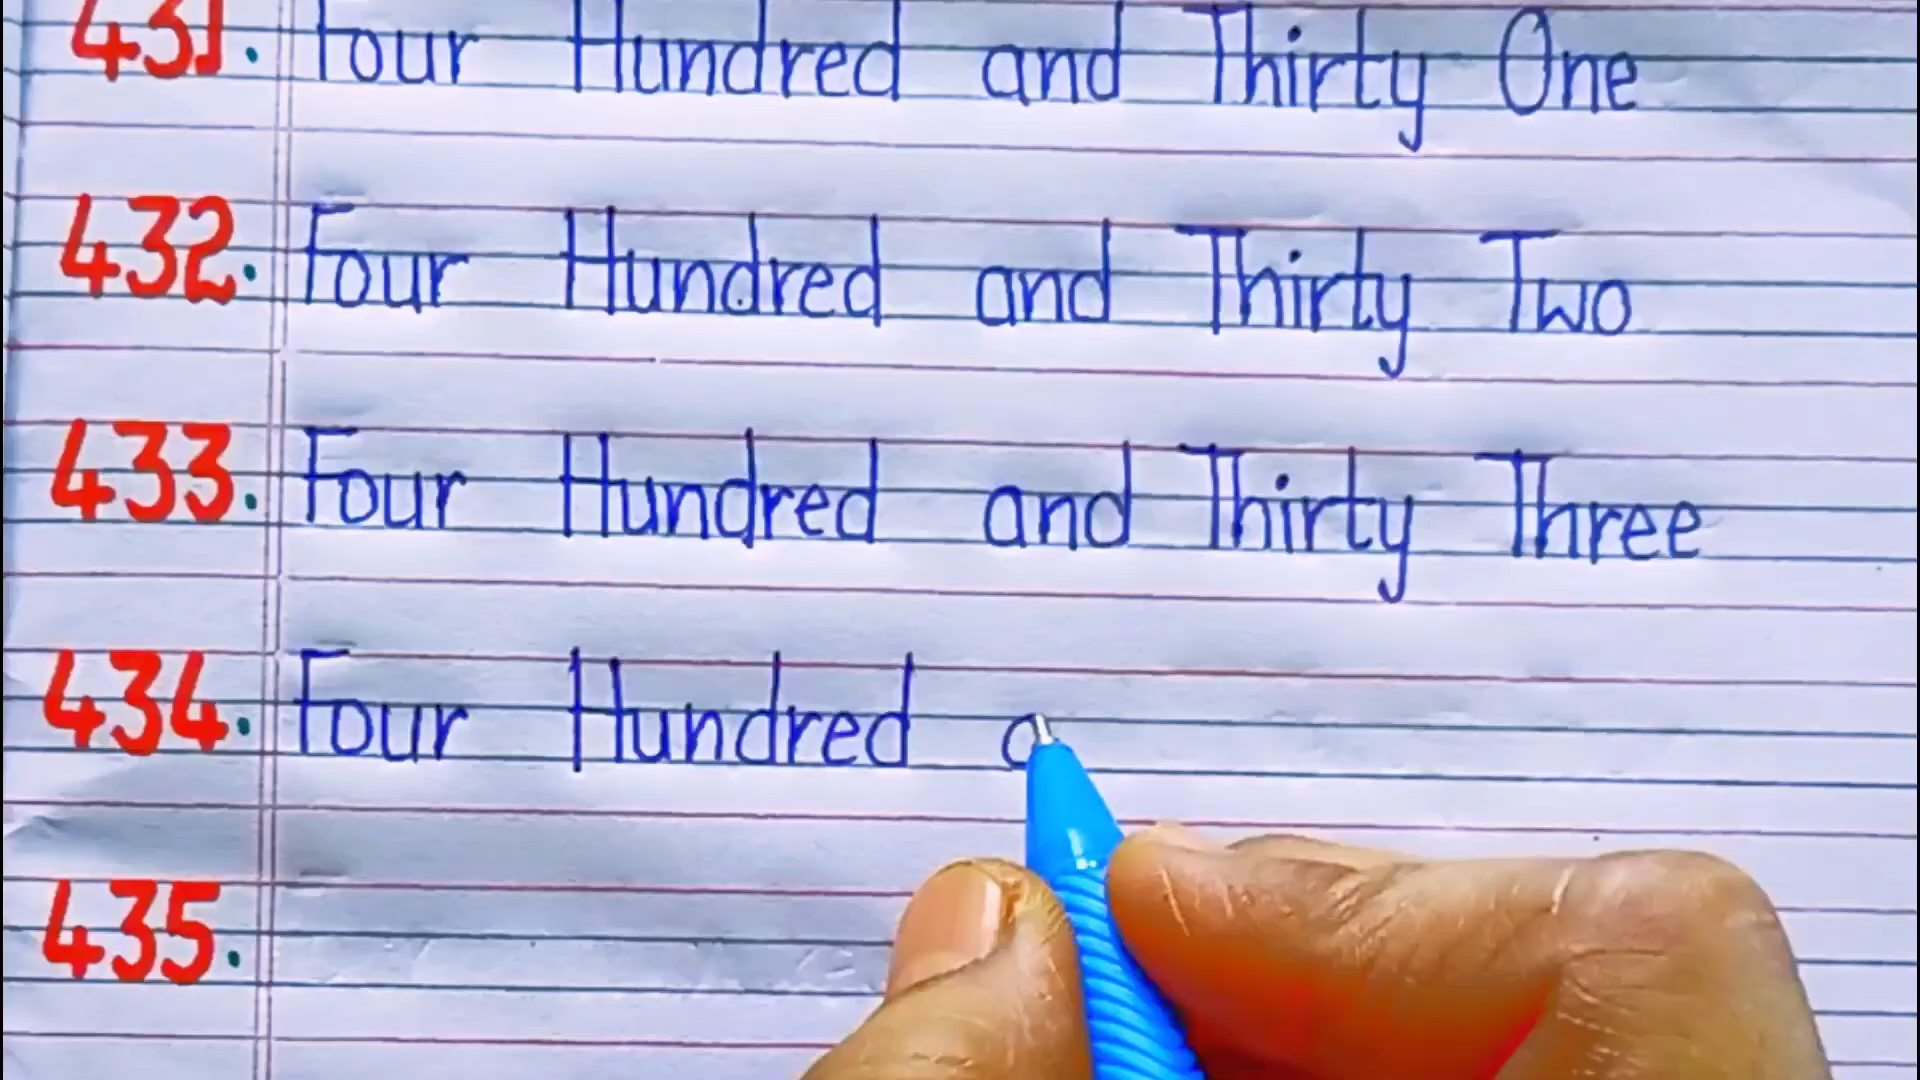 431. Four Hundred and Thirty One
432. Four Hundred and Thirty Two
433. Four Hundred and Thirty Three
434. Four Hundred a
435.